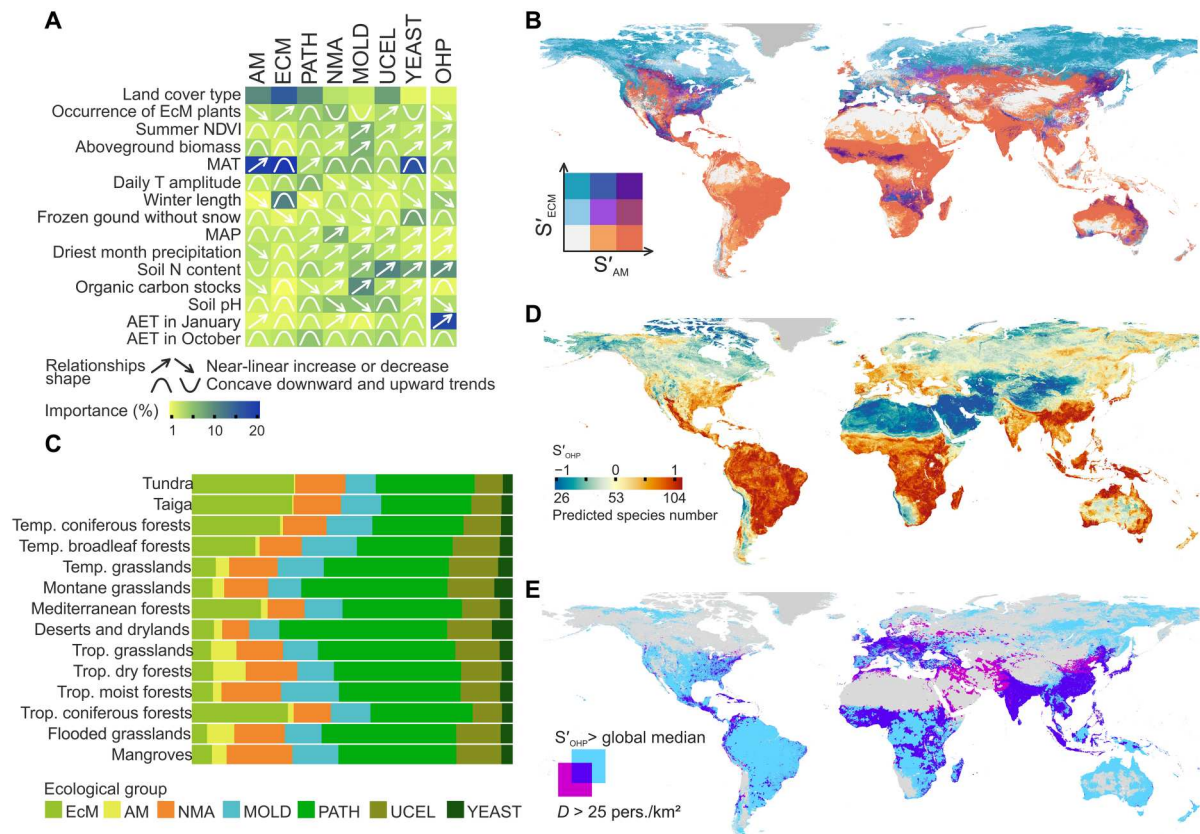 A
AM ECM PATH NMA MOLD UCEL YEAST OHP
Land cover type
Occurrence of EcM plants
Summer NDVI
Aboveground biomass
MAT
Daily T amplitude
Winter length
Frozen gound without snow
MAP
Driest month precipitation
Soil N content
Organic carbon stocks
Soil pH
AET in January
AET in October
Relationships shape
Near-linear increase or decrease
Concave downward and upward trends
Importance (%)
1 10 20
B
S′ECM
S′AM
C
Tundra
Taiga
Temp. coniferous forests
Temp. broadleaf forests
Temp. grasslands
Montane grasslands
Mediterranean forests
Deserts and drylands
Trop. grasslands
Trop. dry forests
Trop. moist forests
Trop. coniferous forests
Flooded grasslands
Mangroves
Ecological group
EcM AM NMA MOLD PATH UCEL YEAST
D
S′OHP
−1 0 1
26 53 104
Predicted species number
E
S′OHP> global median
D > 25 pers./km²